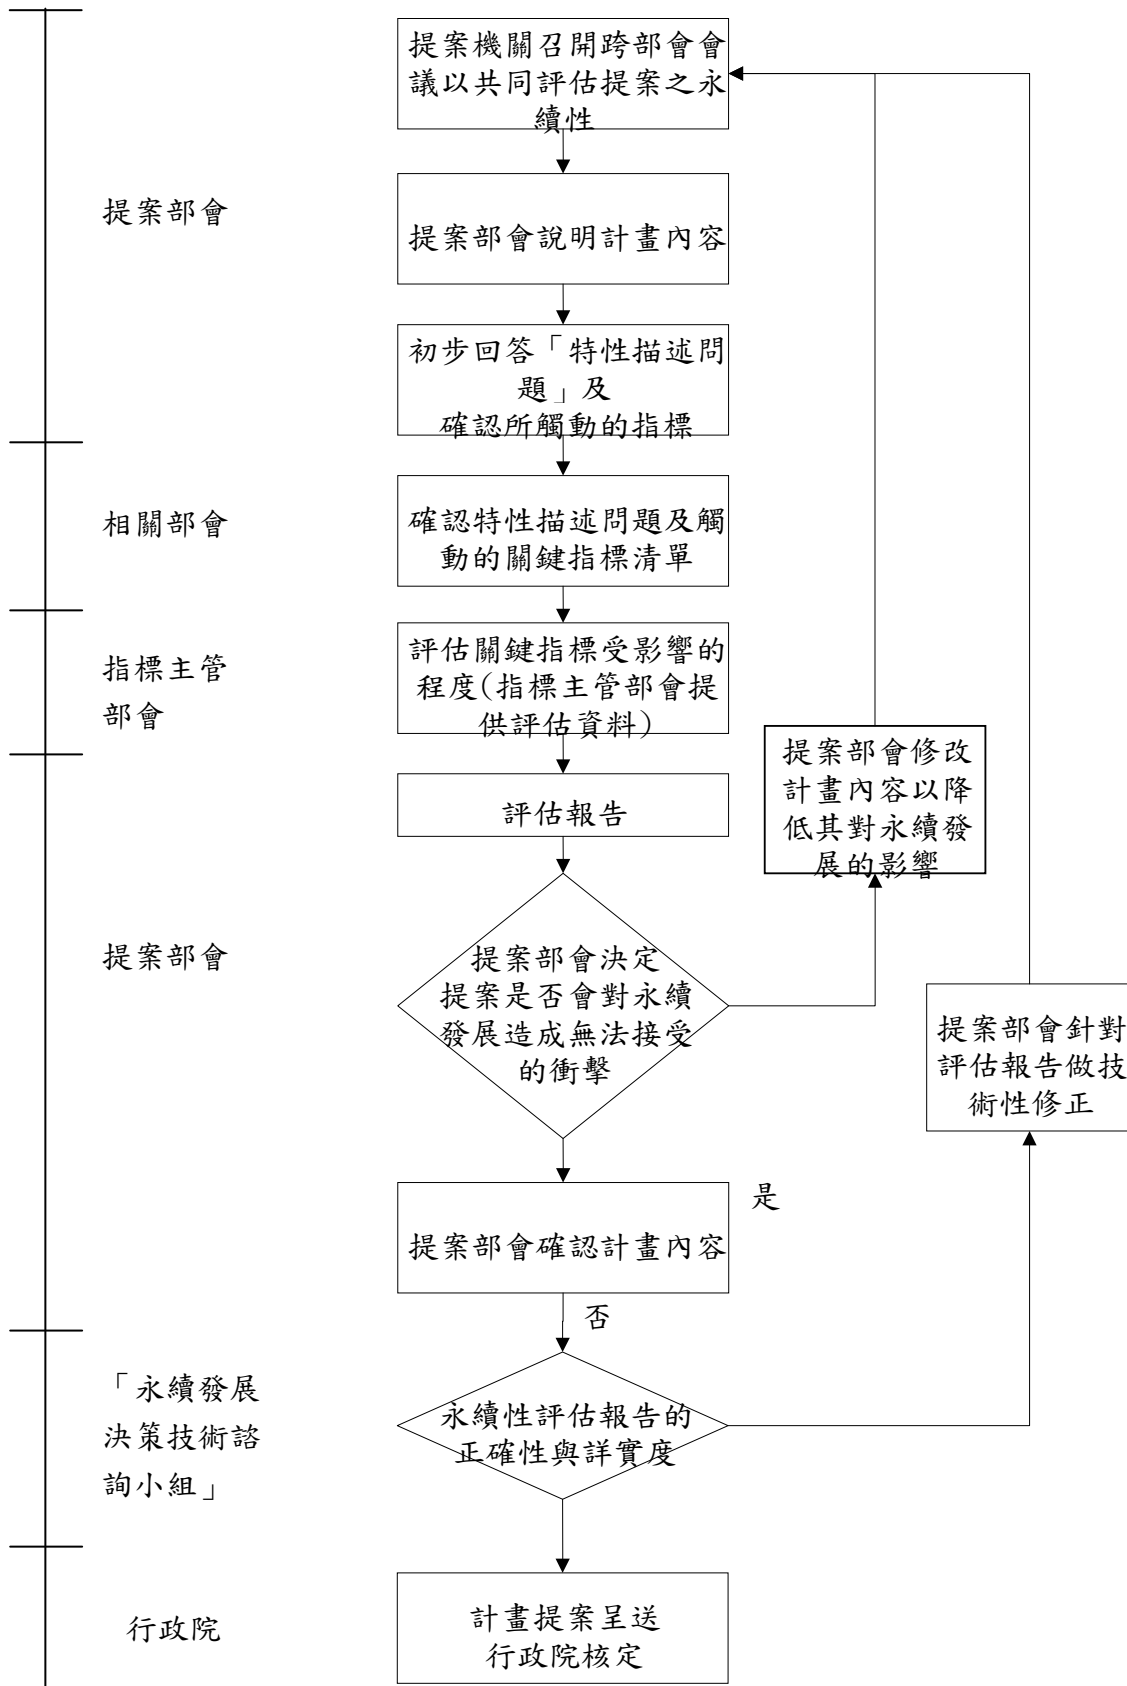 提案機關召開跨部會會
議以共同評估提案之永
續性
提案部會
提案部會說明計畫內容
初步回答「特性描述問
題」及
確認所觸動的指標
相關部會
確認特性描述問題及觸
動的關鍵指標清單
指標主管
部會
評估關鍵指標受影響的
程度(指標主管部會提
供評估資料)
提案部會修改
計畫內容以降
低其對永續發
展的影響
評估報告
提案部會
提案部會決定
提案是否會對永續
發展造成無法接受
的衝擊
提案部會針對
評估報告做技
術性修正
是
提案部會確認計畫內容
否
「永續發展
決策技術諮
詢小組」
永續性評估報告的
正確性與詳實度
行政院
計畫提案呈送
行政院核定